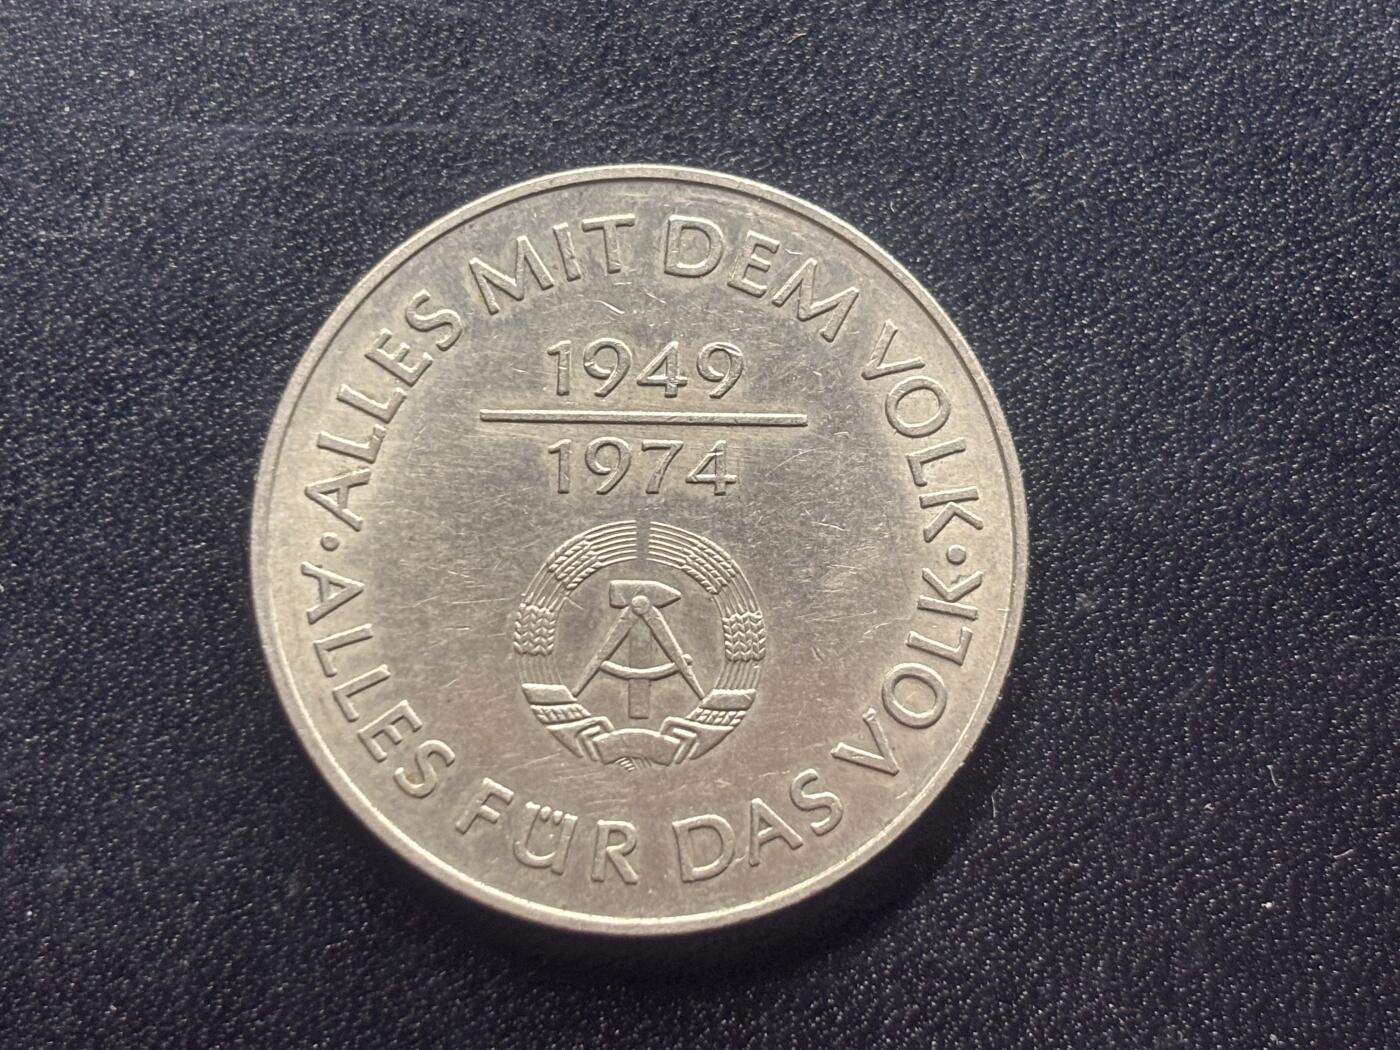 ·ALLES MIT DEM VOLK·
1949
1974
ALLES FÜR DAS VOLK